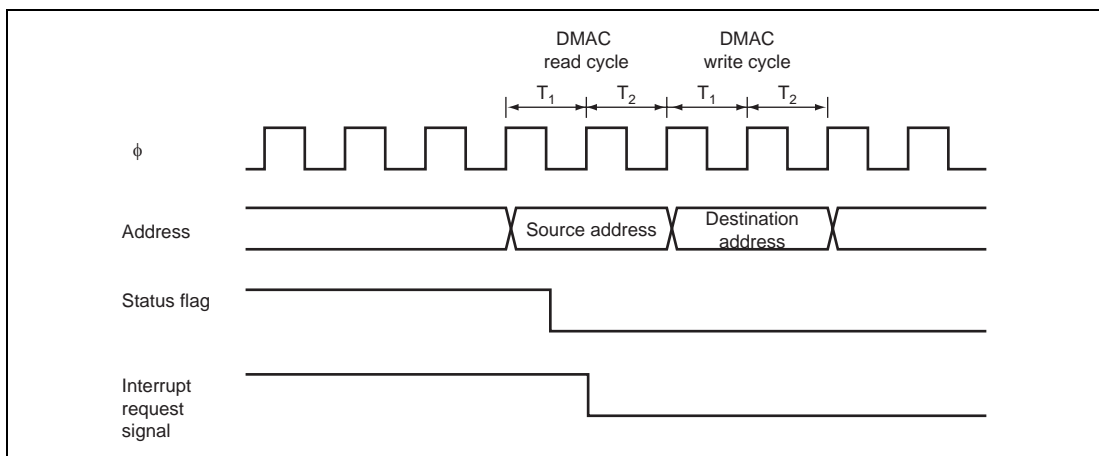 DMAC
read cycle
DMAC
write cycle
T1
T2
T1
T2
ϕ
Address
Source address
Destination
address
Status flag
Interrupt
request
signal